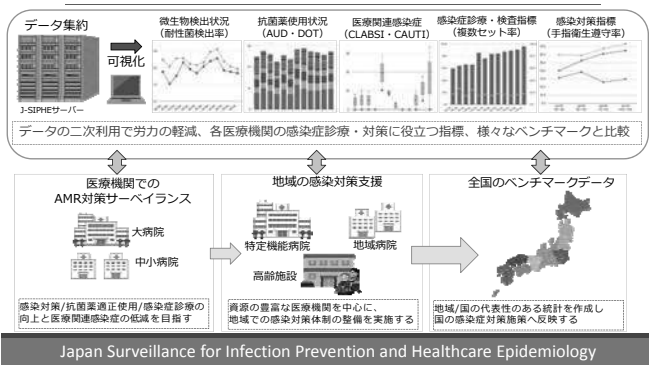 データ集約
可視化
J-SIPHEサーバー
微生物検出状況
(耐性菌検出率)
抗菌薬使用状況
(AUD・DOT)
医療関連感染症
(CLABSI・CAUTI)
感染症診療・検査指標
(複数セット率)
感染対策指標
(手指衛生遵守率)
データの二次利用で労力の軽減、各医療機関の感染症診療・対策に役立つ指標、様々なベンチマークと比較
医療機関での
AMR対策サーベイランス
大病院
中小病院
感染対策/抗菌薬適正使用/感染症診療の
向上と医療関連感染症の低減を目指す
地域の感染対策支援
特定機能病院
地域病院
高齢施設
資源の豊富な医療機関を中心に、
地域での感染対策体制の整備を実施する
全国のベンチマークデータ
地域/国の代表性のある統計を作成し
国の感染症対策施策へ反映する
Japan Surveillance for Infection Prevention and Healthcare Epidemiology